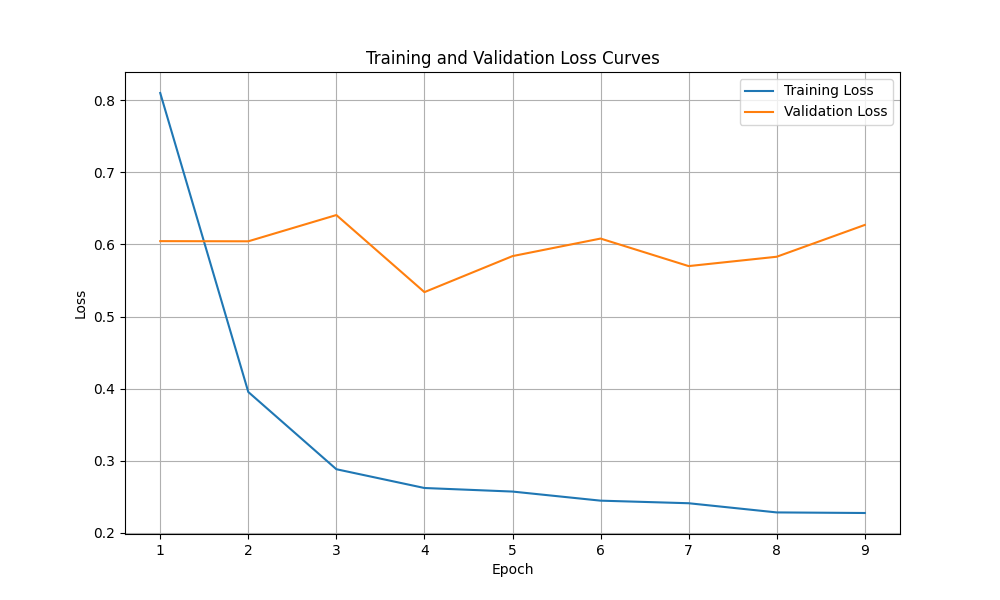 Training and Validation Loss Curves
Training Loss
Validation Loss
Loss
0.8
0.7
0.6
0.5
0.4
0.3
0.2
1 2 3 4 5 6 7 8 9
Epoch